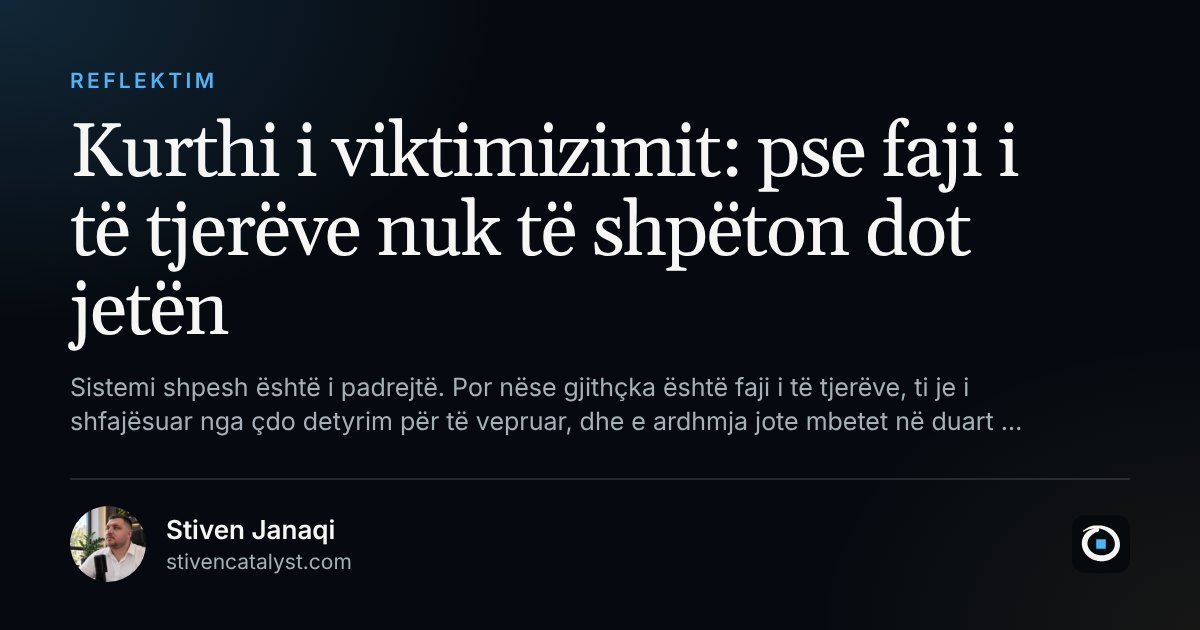 REFLEKTIM
Kurthi i viktimizimit: pse faji i
të tjerëve nuk të shpëton dot
jetën
Sistemi shpesh është i padrejtë. Por nëse gjithçka është faji i të tjerëve, ti je i
shfajësuar nga çdo detyrim për të vepruar, dhe e ardhmja jote mbetet në duart ...
Stiven Janaqi
stivencatalyst.com